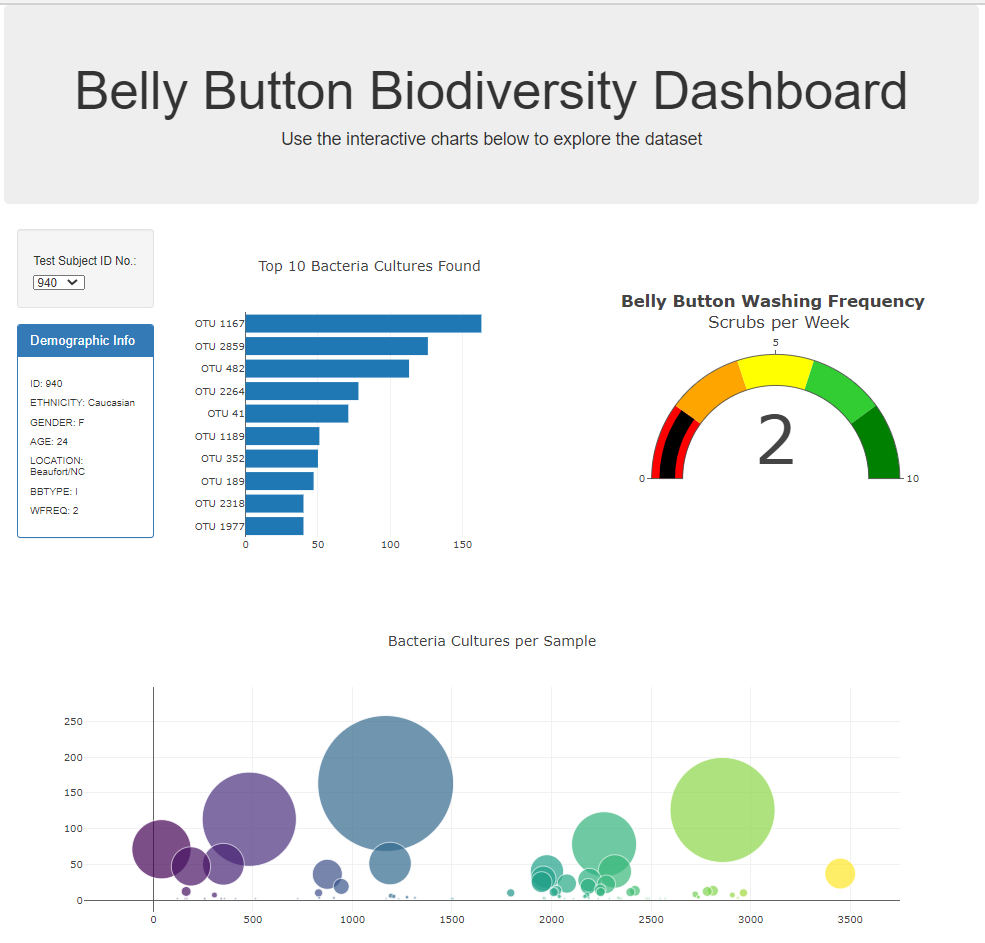 Belly Button Biodiversity Dashboard
Use the interactive charts below to explore the dataset
Test Subject ID No.:
940
Demographic Info
ID: 940
ETHNICITY: Caucasian
GENDER: F
AGE: 24
LOCATION:
Beaufort/NC
BBTYPE: I
WFREQ: 2
Top 10 Bacteria Cultures Found
OTU 1167
OTU 2859
OTU 482
OTU 2264
OTU 41
OTU 1189
OTU 352
OTU 189
OTU 2318
OTU 1977
0 50 100 150
Belly Button Washing Frequency
Scrubs per Week
5
2
0 10
Bacteria Cultures per Sample
250
200
150
100
50
0
0 500 1000 1500 2000 2500 3000 3500